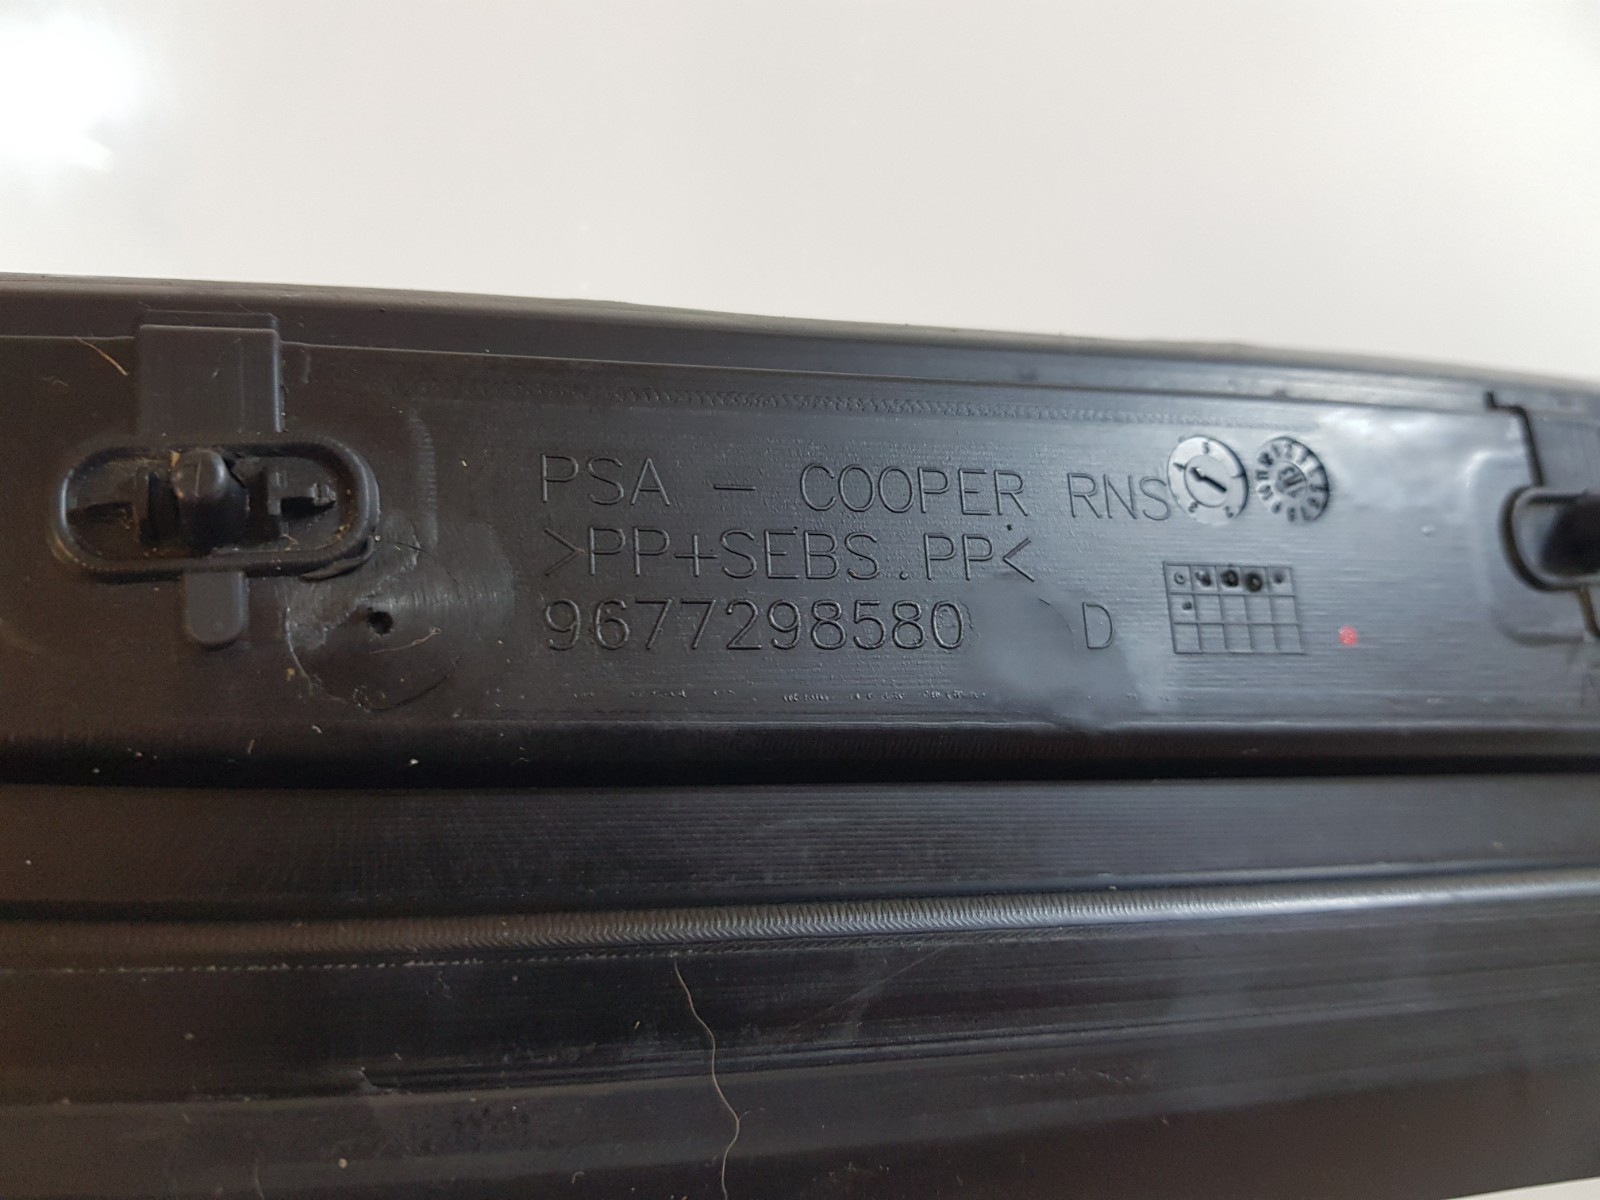 PSA - COOPER RNS
>PP+SEBS.PP<
9677298580 D